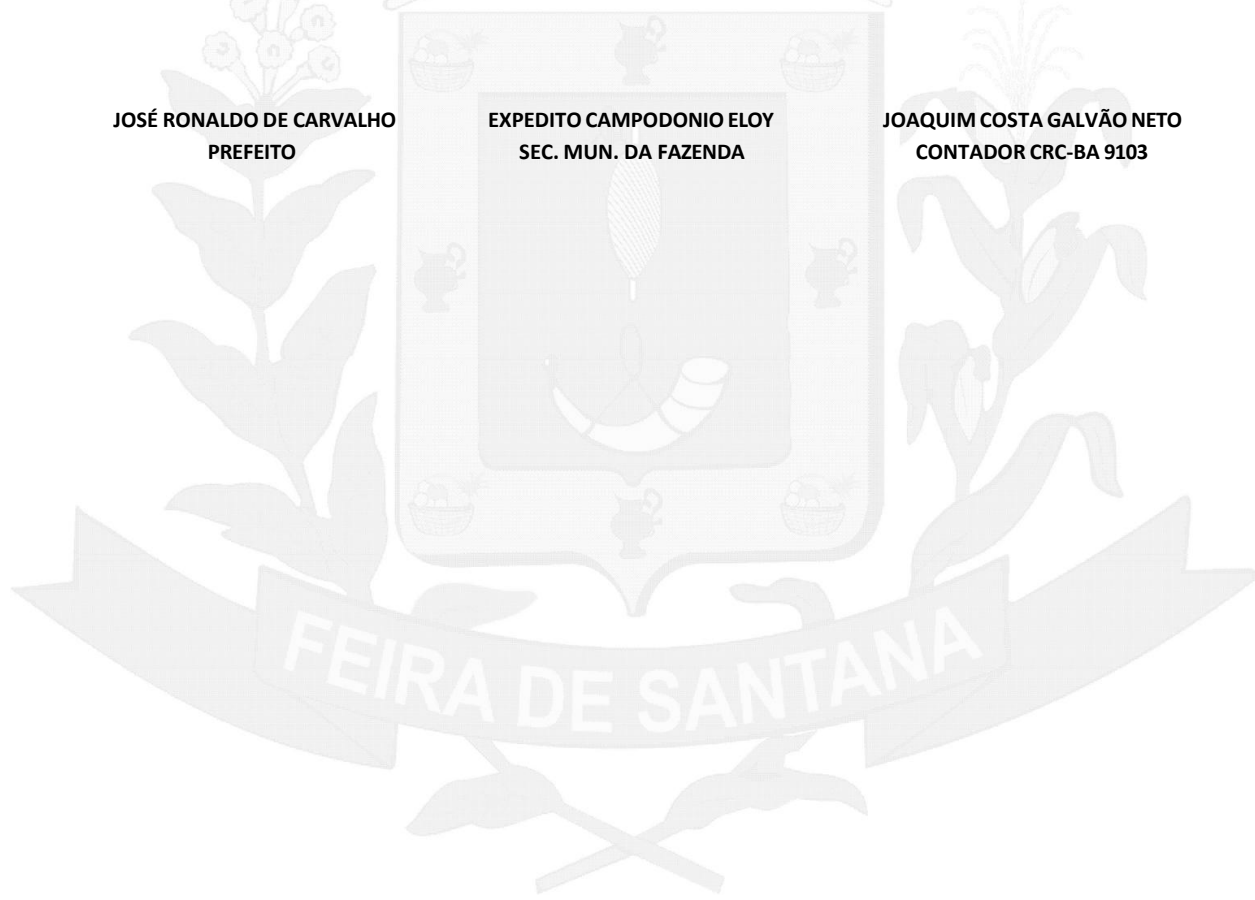 JOSÉ RONALDO DE CARVALHO
PREFEITO
EXPEDITO CAMPODONIO ELOY
SEC. MUN. DA FAZENDA
JOAQUIM COSTA GALVÃO NETO
CONTADOR CRC-BA 9103
FEIRA DE SANTANA